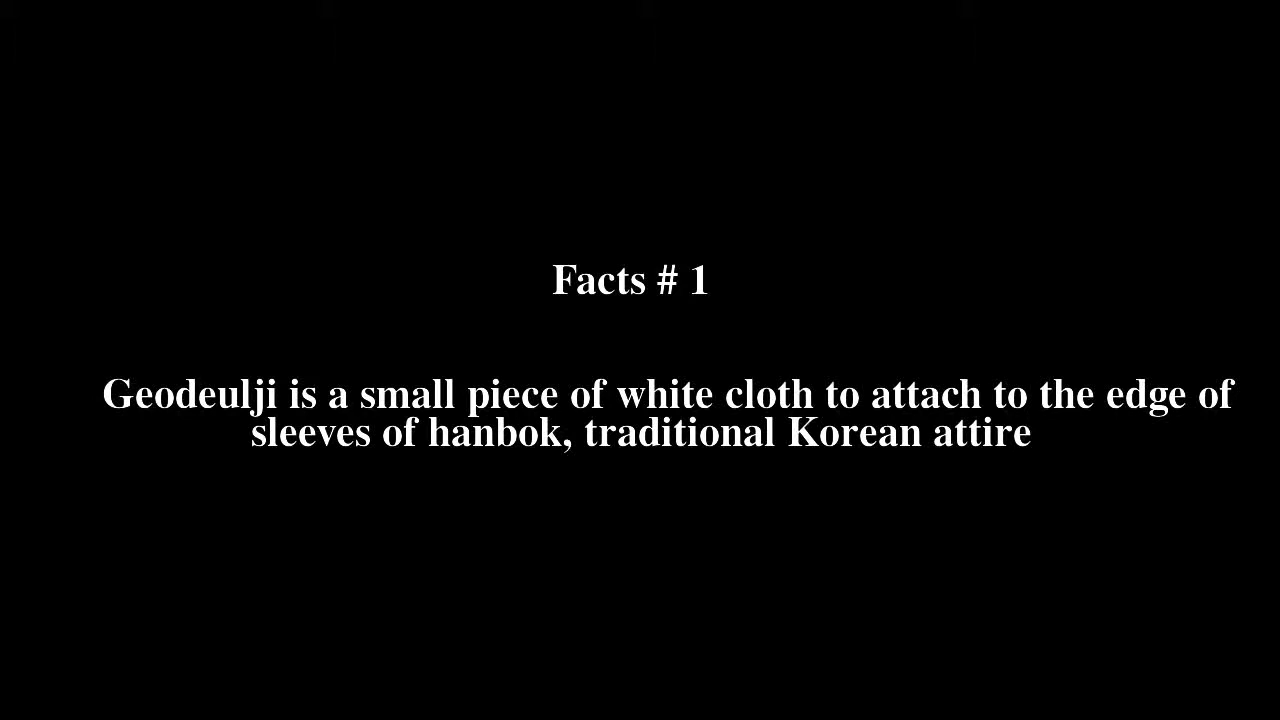 Facts # 1
Geodeulji is a small piece of white cloth to attach to the edge of
sleeves of hanbok, traditional Korean attire